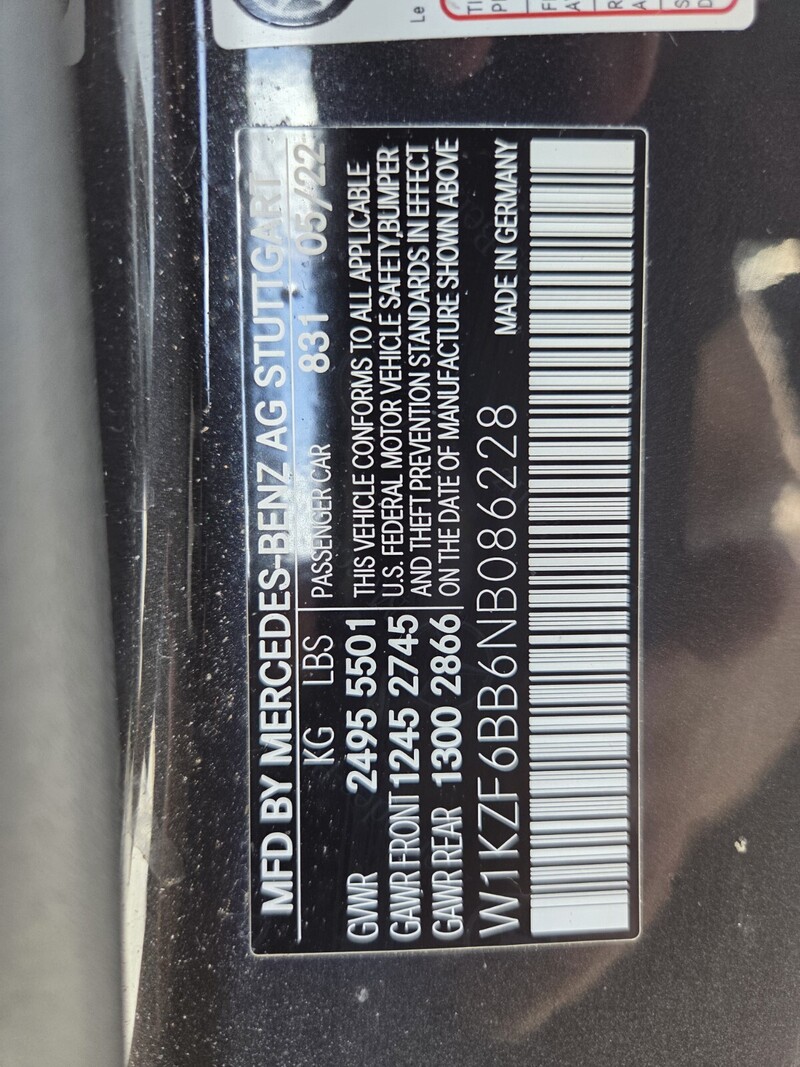 MFD BY MERCEDES-BENZ AG STUTTGART
KG LBS PASSENGER CAR 831 05/22
GVWR 2495 5501 THIS VEHICLE CONFORMS TO ALL APPLICABLE
GAWR FRONT 1245 2745 U.S. FEDERAL MOTOR VEHICLE SAFETY,BUMPER
GAWR REAR 1300 2866 AND THEFT PREVENTION STANDARDS IN EFFECT
ON THE DATE OF MANUFACTURE SHOWN ABOVE
W1KZF6BB6NB086228 MADE IN GERMANY
Le